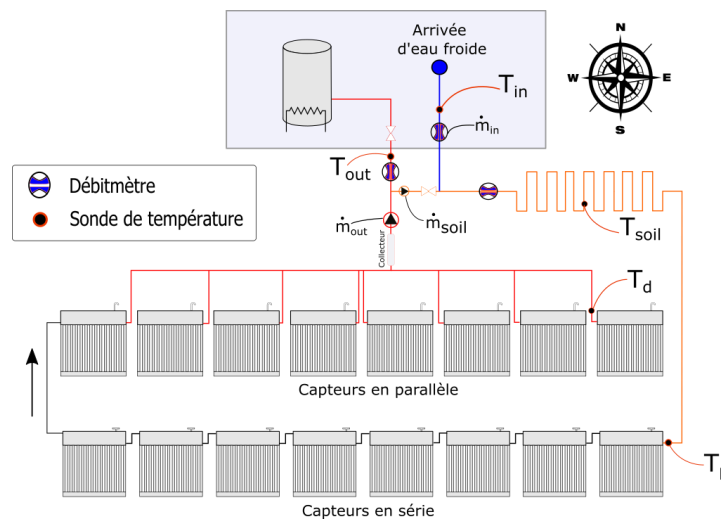 Arrivée
d'eau froide
N
W
E
S
T_in
ṁ_in
T_out
Débitmètre
Sonde de température
ṁ_out
ṁ_soil
T_soil
Collecteur
T_d
Capteurs en parallèle
Capteurs en série